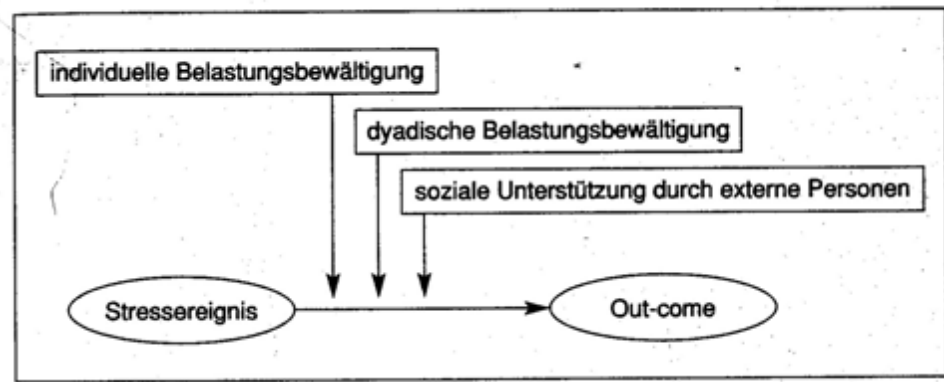 individuelle Belastungsbewältigung
dyadische Belastungsbewältigung
soziale Unterstützung durch externe Personen
Stressereignis
Out-come